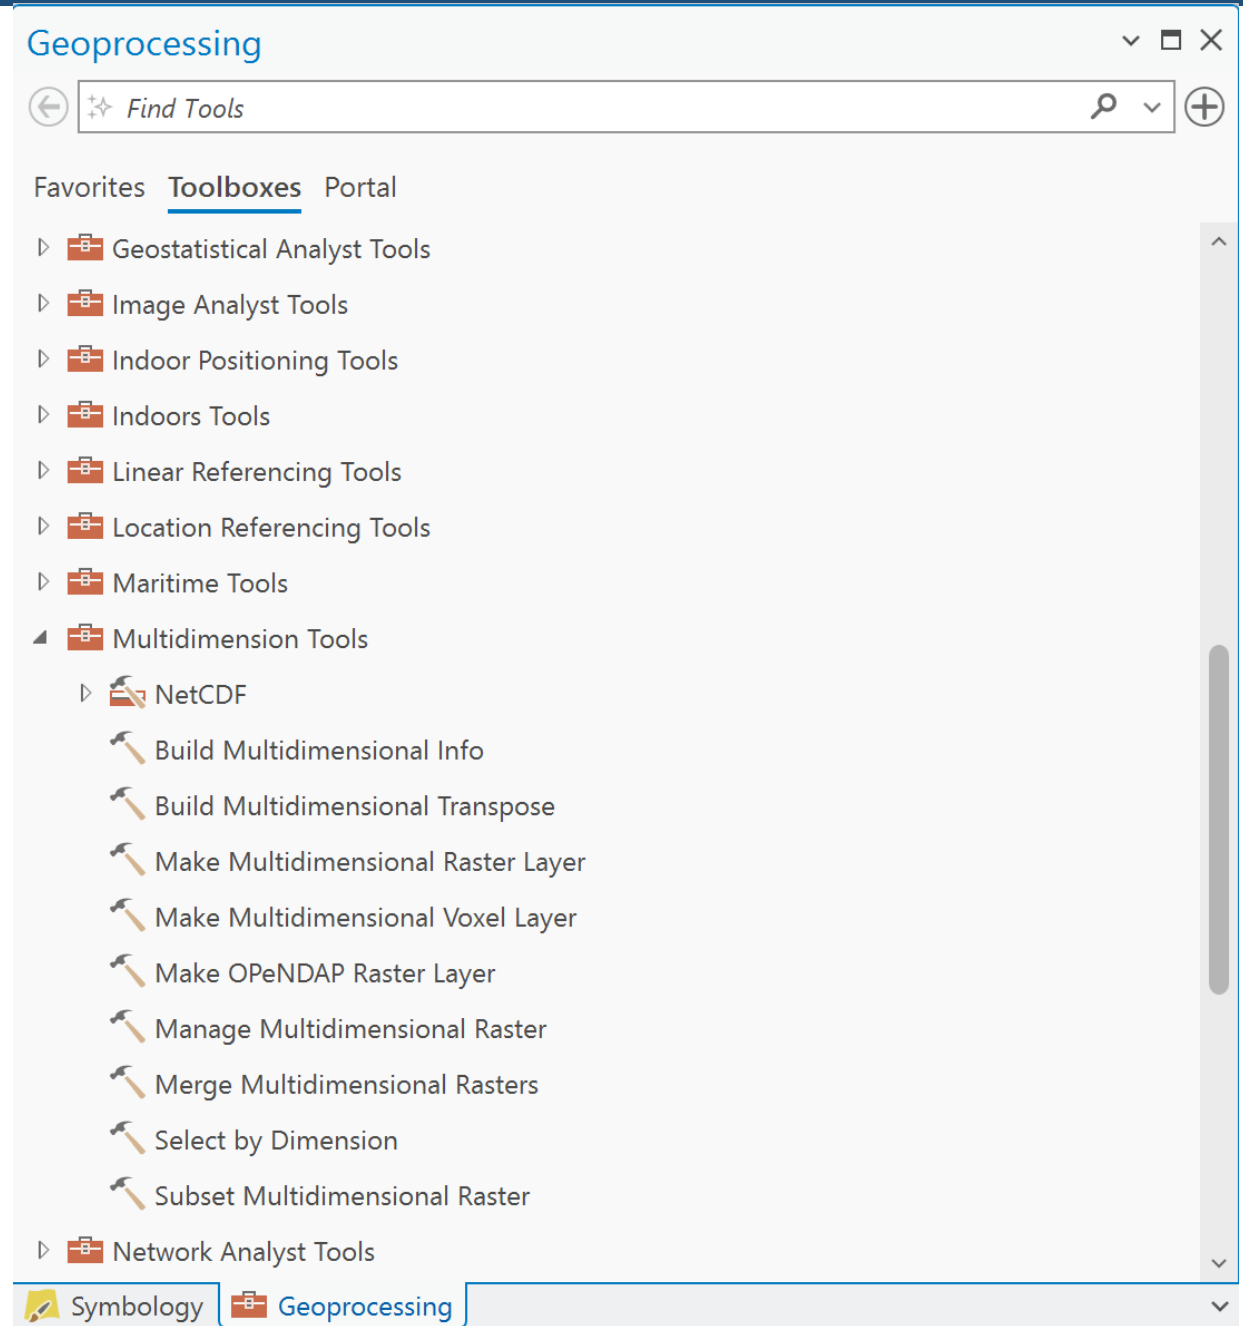 Geoprocessing
Find Tools
Favorites Toolboxes Portal
Geostatistical Analyst Tools
Image Analyst Tools
Indoor Positioning Tools
Indoors Tools
Linear Referencing Tools
Location Referencing Tools
Maritime Tools
Multidimension Tools
NetCDF
Build Multidimensional Info
Build Multidimensional Transpose
Make Multidimensional Raster Layer
Make Multidimensional Voxel Layer
Make OPeNDAP Raster Layer
Manage Multidimensional Raster
Merge Multidimensional Rasters
Select by Dimension
Subset Multidimensional Raster
Network Analyst Tools
Symbology Geoprocessing